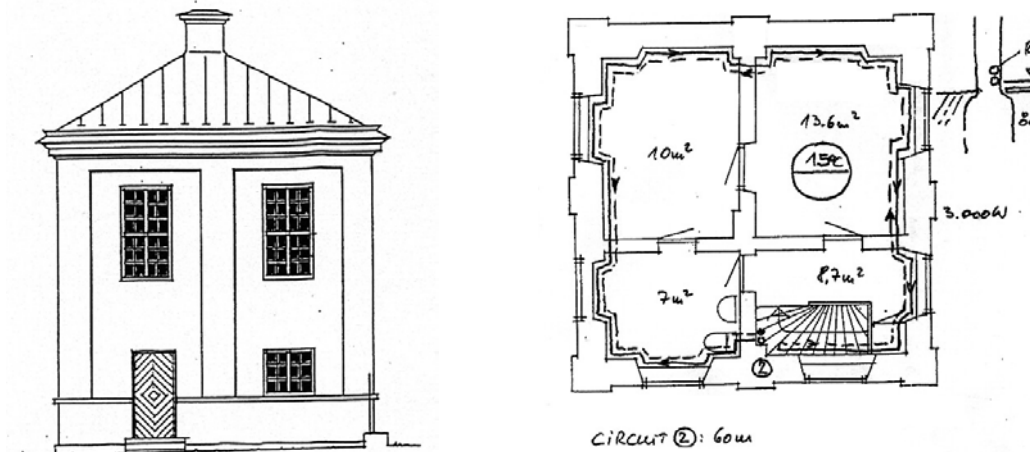 13.6m²
10m²
15°C
3.000W
8,7m²
7m²
②
CIRCUIT ②: 60m